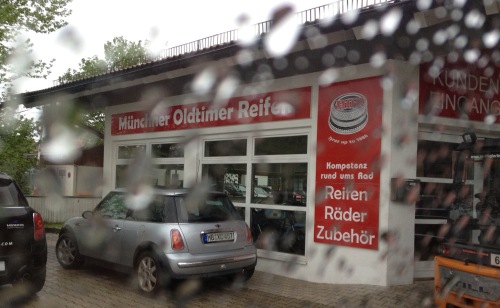 Münchner Oldtimer Reifen
KUNDEN
EINGANG
Kompetenz
rund ums Rad
Reifen
Räder
Zubehör